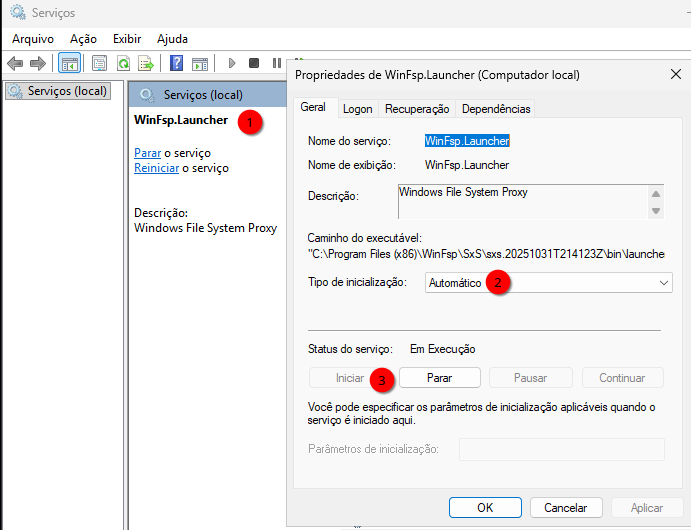 Serviços
Arquivo Ação Exibir Ajuda
Serviços (local)
Serviços (local)
WinFsp.Launcher 1
Parar o serviço
Reiniciar o serviço
Descrição:
Windows File System Proxy
Propriedades de WinFsp.Launcher (Computador local)
Geral Logon Recuperação Dependências
Nome do serviço: WinFsp.Launcher
Nome de exibição: WinFsp.Launcher
Descrição: Windows File System Proxy
Caminho do executável:
"C:\Program Files (x86)\WinFsp\SxS\sxs.20251031T214123Z\bin\launcher
Tipo de inicialização: Automático 2
Status do serviço: Em Execução
Iniciar 3 Parar Pausar Continuar
Você pode especificar os parâmetros de inicialização aplicáveis quando o
serviço é iniciado aqui.
Parâmetros de inicialização:
OK Cancelar Aplicar